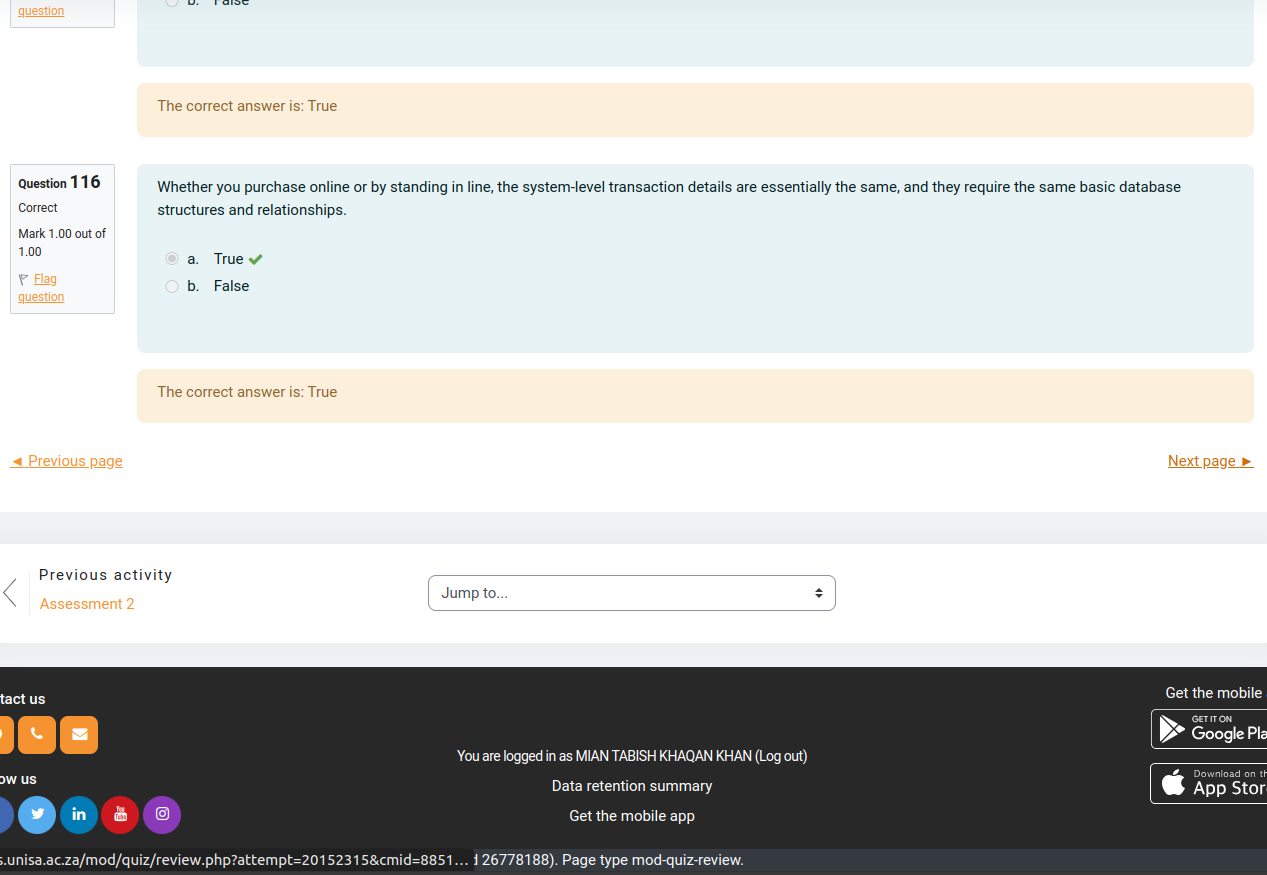 question
b. False
The correct answer is: True
Question 116
Correct
Mark 1.00 out of
1.00
Flag
question
Whether you purchase online or by standing in line, the system-level transaction details are essentially the same, and they require the same basic database
structures and relationships.
a. True
b. False
The correct answer is: True
◄ Previous page
Next page ►
Previous activity
Assessment 2
Jump to...
tact us
ow us
You are logged in as MIAN TABISH KHAQAN KHAN (Log out)
Data retention summary
Get the mobile app
Get the mobile
GET IT ON
Google Pla
Download on th
App Stor
s.unisa.ac.za/mod/quiz/review.php?attempt=20152315&cmid=8851... 26778188). Page type mod-quiz-review.